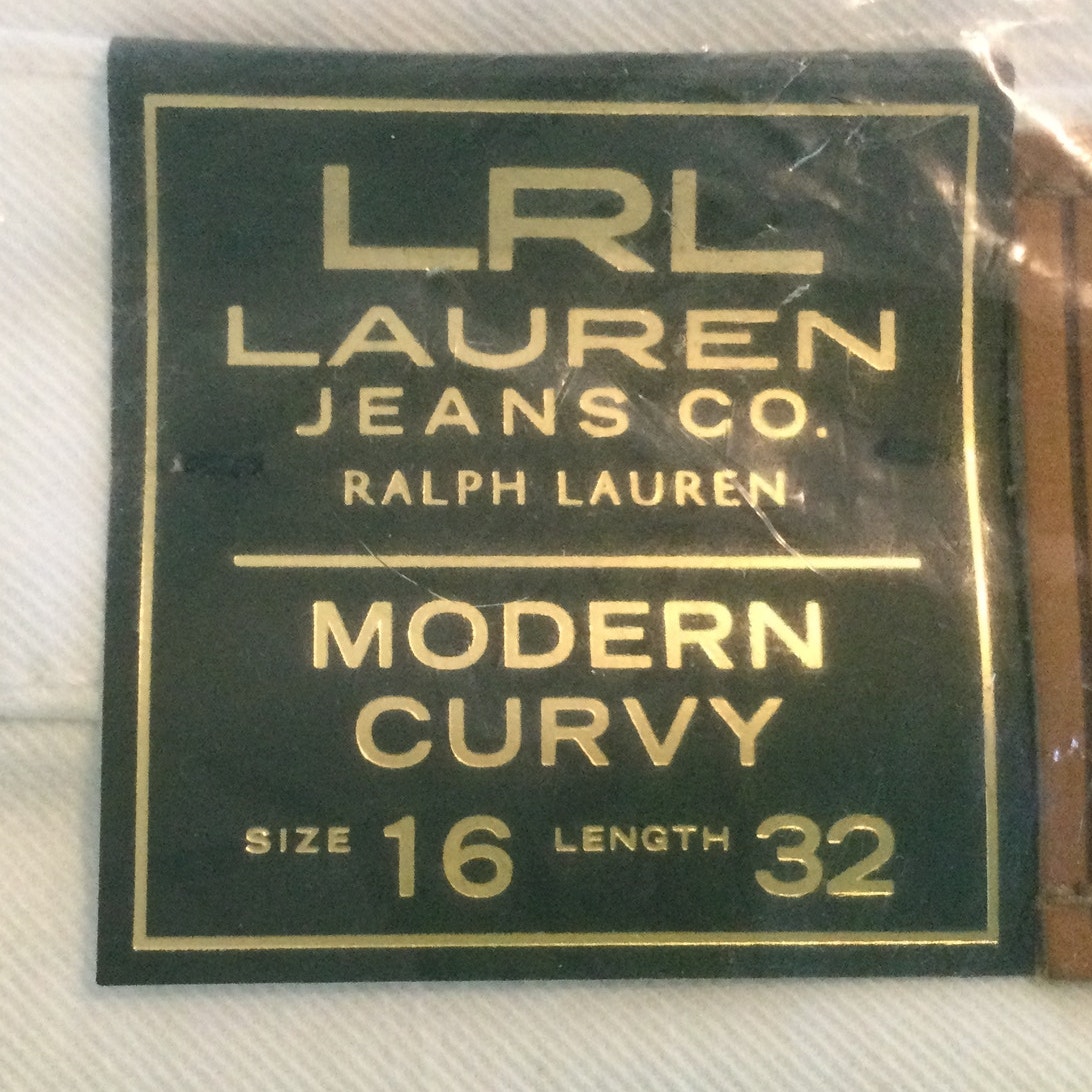 LRL
LAUREN
JEANS CO.
RALPH LAUREN
MODERN
CURVY
SIZE 16 LENGTH 32